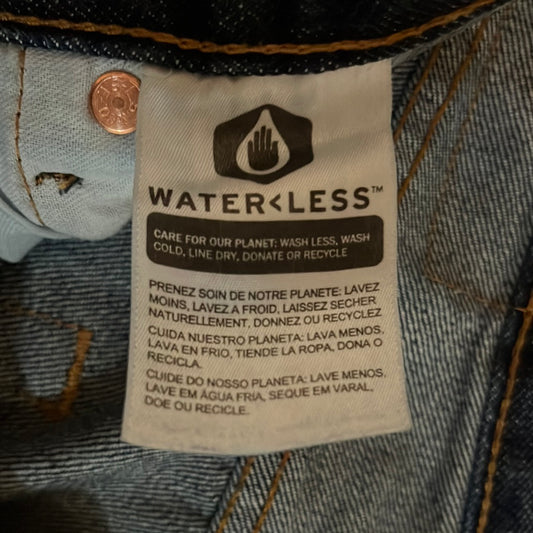 WATER<LESS™
CARE FOR OUR PLANET: WASH LESS, WASH
COLD, LINE DRY, DONATE OR RECYCLE
PRENEZ SOIN DE NOTRE PLANETE: LAVEZ
MOINS, LAVEZ A FROID, LAISSEZ SECHER
NATURELLEMENT, DONNEZ OU RECYCLEZ
CUIDA NUESTRO PLANETA: LAVA MENOS,
LAVA EN FRIO, TIENDE LA ROPA, DONA O
RECICLA.
CUIDE DO NOSSO PLANETA: LAVE MENOS,
LAVE EM ÁGUA FRIA, SEQUE EM VARAL,
DOE OU RECICLE.